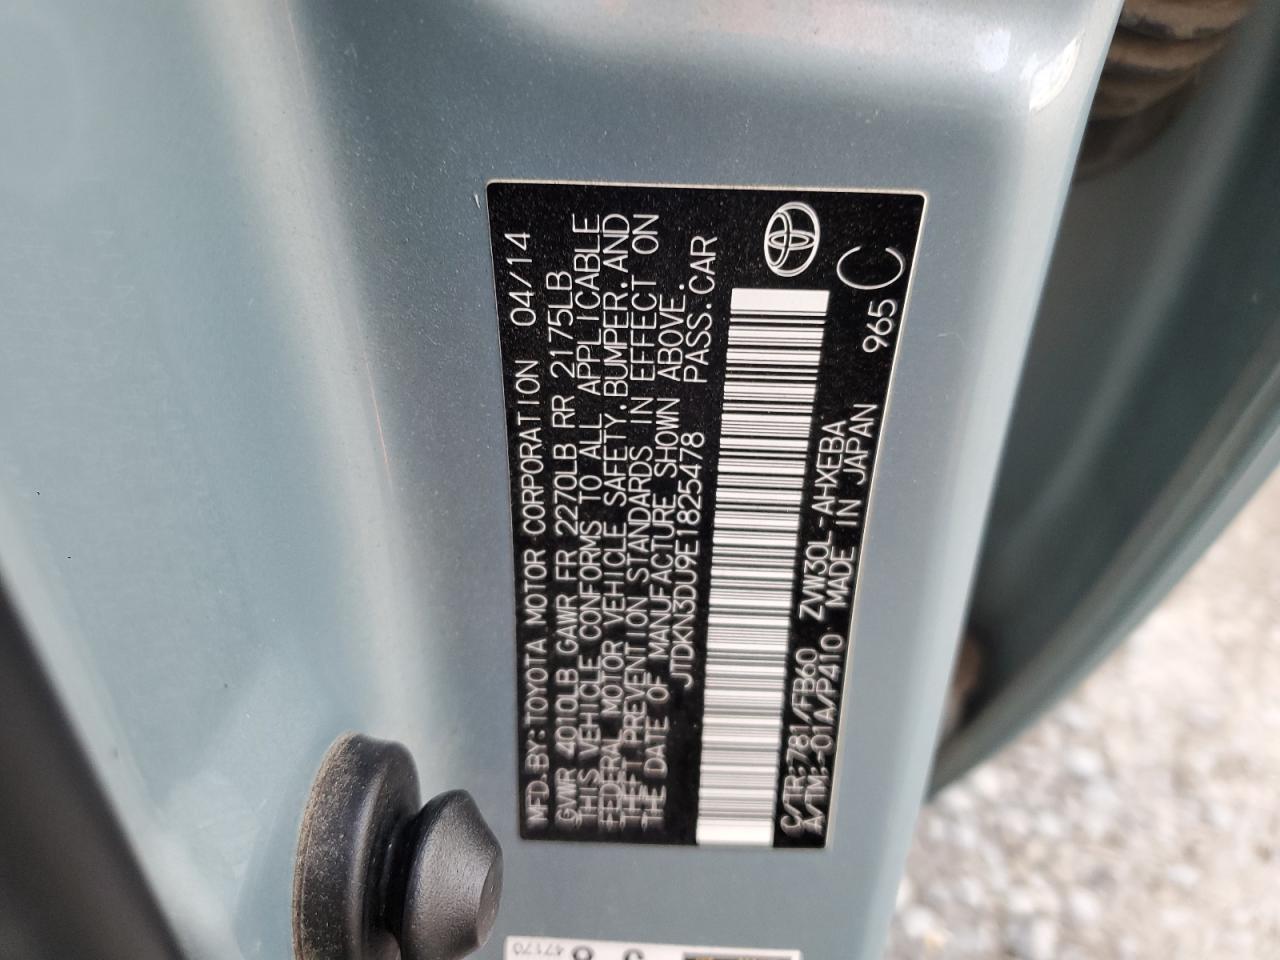 MFD.BY:TOYOTA MOTOR CORPORATION 04/14
GVWR 4010LB GAWR FR 2270LB RR 2175LB
THIS VEHICLE CONFORMS TO ALL APPLICABLE
FEDERAL MOTOR VEHICLE SAFETY,BUMPER,AND
THEFT PREVENTION STANDARDS IN EFFECT ON
THE DATE OF MANUFACTURE SHOWN ABOVE.
JTDKN3DU9E1825478 PASS.CAR
C/TR:781/FB60 ZVW30L-AHXEBA 965 C
A/TM:-01A/P410 MADE IN JAPAN
47170